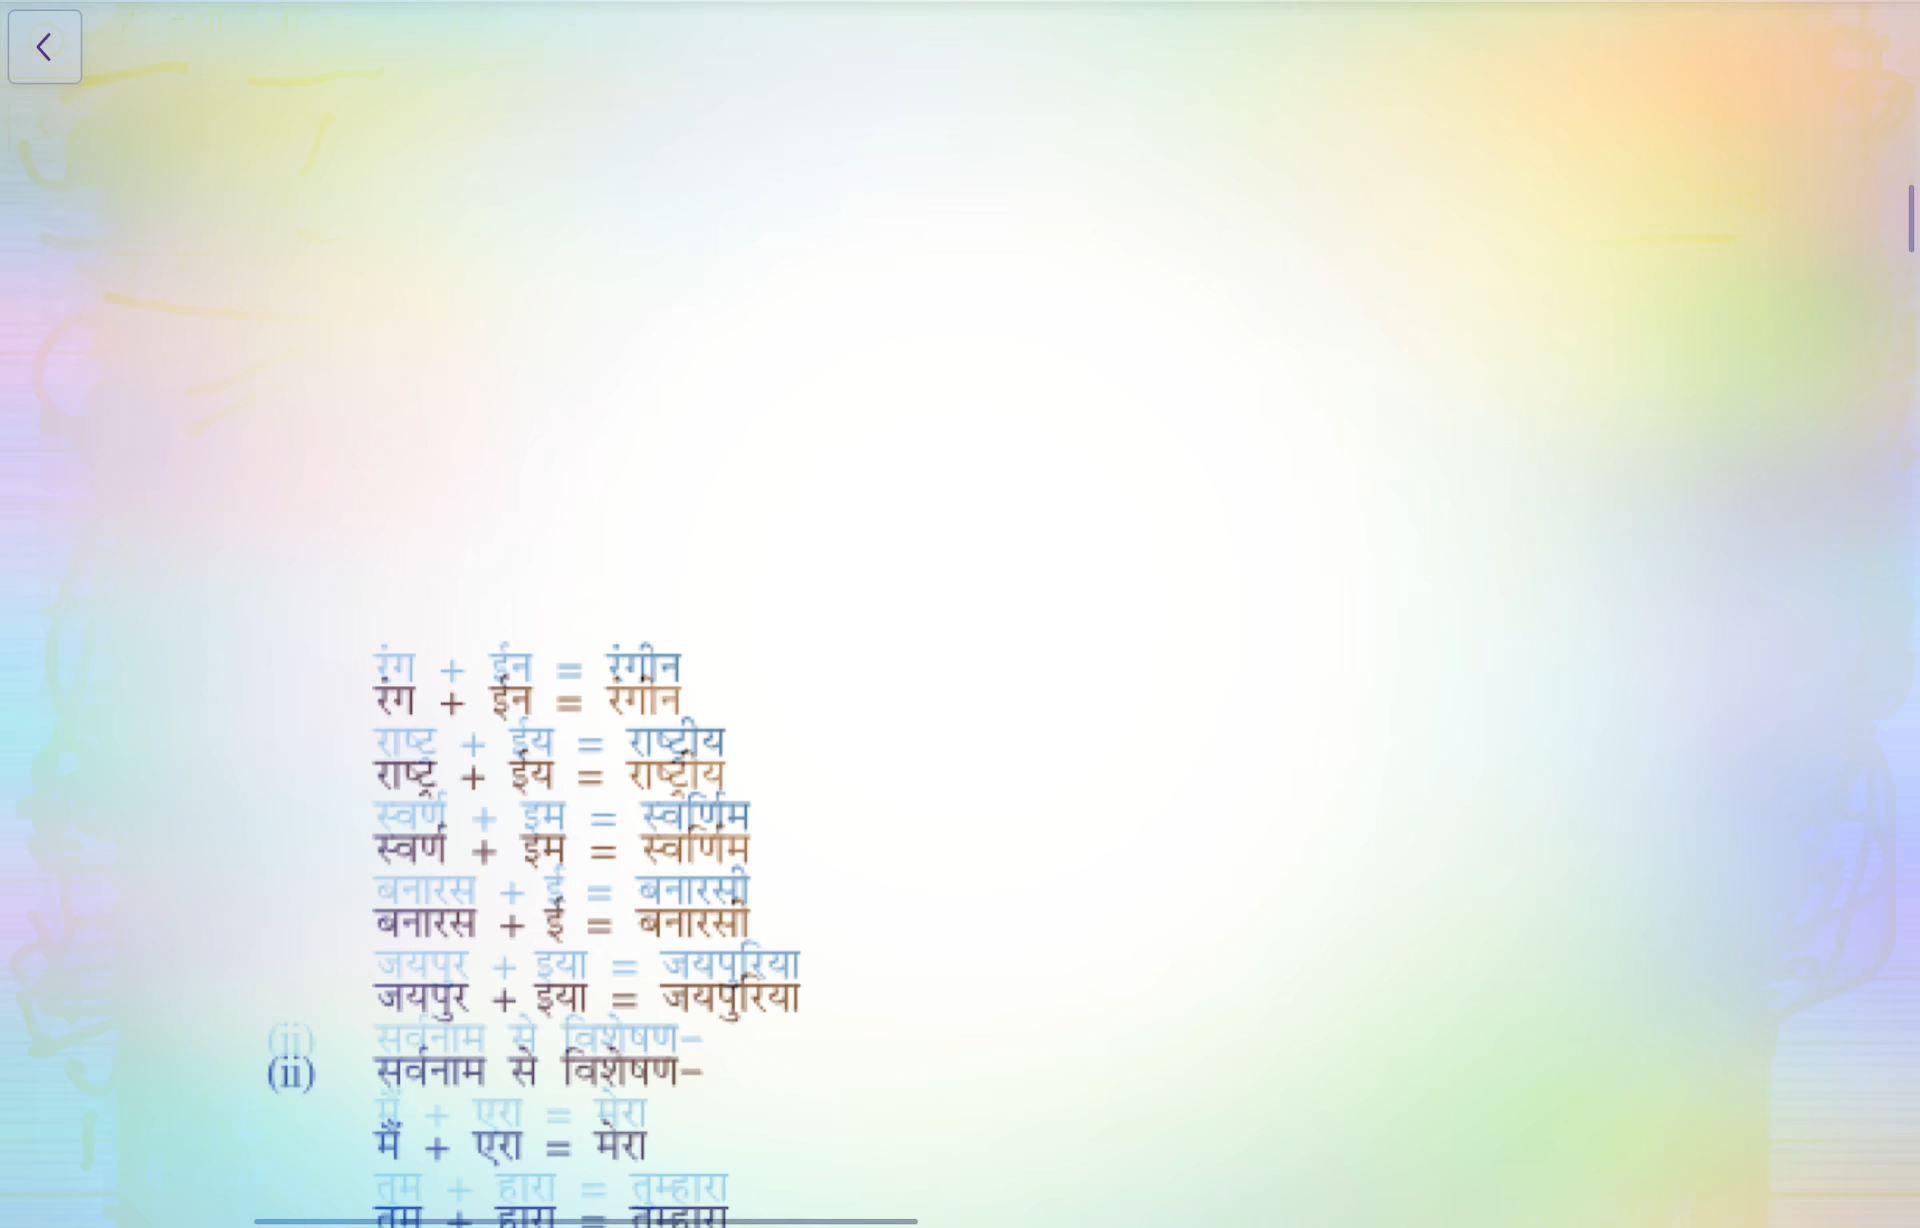 रंग + ईन = रंगीन
राष्ट्र + ईय = राष्ट्रीय
स्वर्ण + इम = स्वर्णिम
बनारस + ई = बनारसी
जयपुर + इया = जयपुरिया
(ii) सर्वनाम से विशेषण–
मैं + एरा = मेरा
तुम + हारा = तुम्हारा